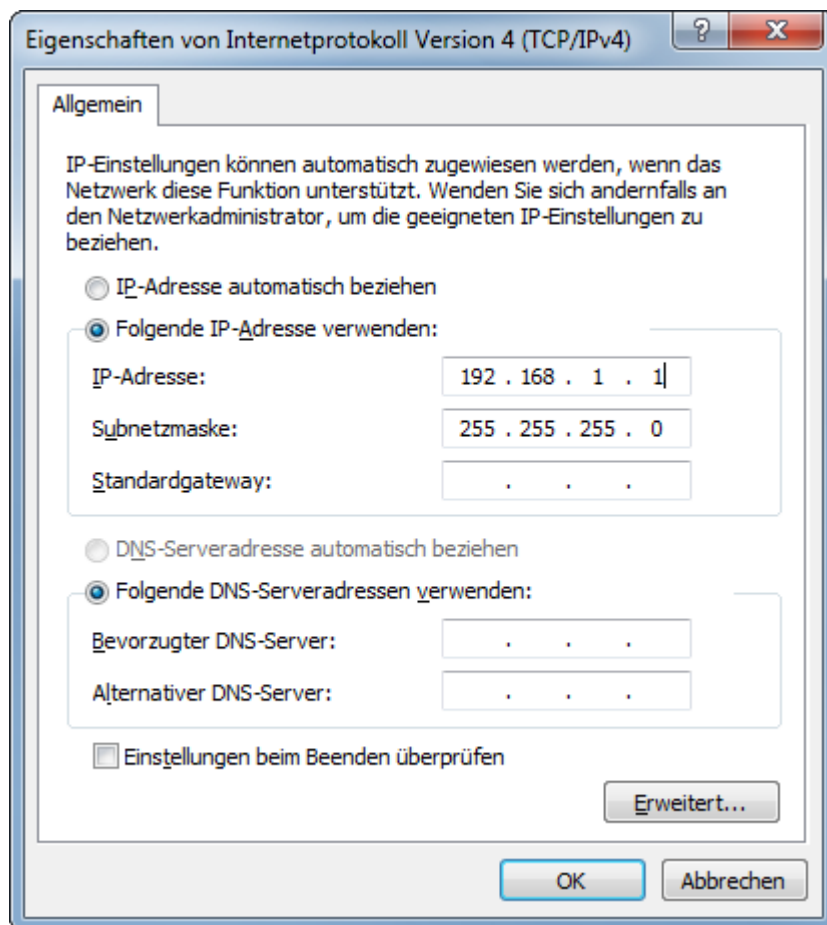 Eigenschaften von Internetprotokoll Version 4 (TCP/IPv4)
?
Allgemein
IP-Einstellungen können automatisch zugewiesen werden, wenn das
Netzwerk diese Funktion unterstützt. Wenden Sie sich andernfalls an
den Netzwerkadministrator, um die geeigneten IP-Einstellungen zu
beziehen.
IP-Adresse automatisch beziehen
Folgende IP-Adresse verwenden:
IP-Adresse: 192 . 168 . 1 . 1
Subnetzmaske: 255 . 255 . 255 . 0
Standardgateway: . . .
DNS-Serveradresse automatisch beziehen
Folgende DNS-Serveradressen verwenden:
Bevorzugter DNS-Server: . . .
Alternativer DNS-Server: . . .
Einstellungen beim Beenden überprüfen
Erweitert...
OK Abbrechen